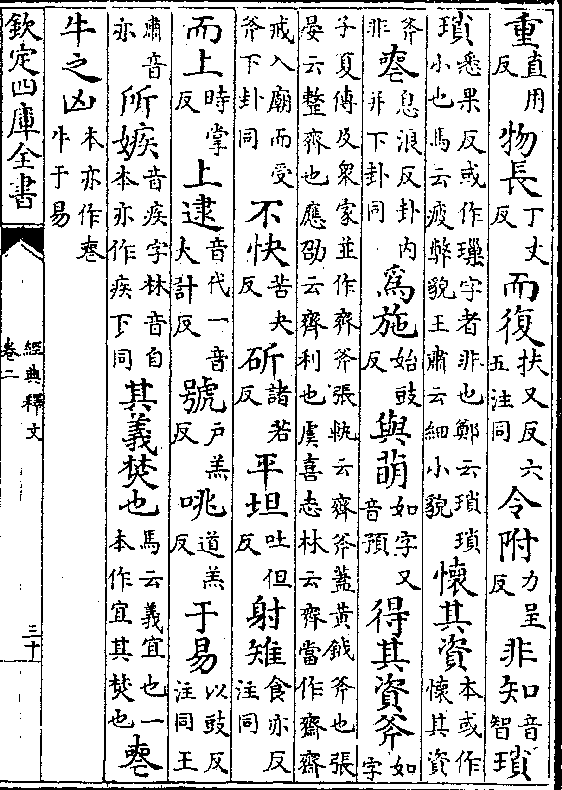 重直用反物長丁丈反而復扶又反六五注同令附力呈反非知音智瑣
瑣悉果反或作璅字者非也鄭云瑣瑣小也馬云疲弊貌王肅云細小貌懷其資本或作懷其資
斧非喪息浪反卦内并下卦同為施始豉反與萌如字又音預得其資斧如字
子夏傳及衆家並作齊斧張軌云齊斧蓋黃鉞斧也張晏云整齊也應劭云齊利也虞喜志林云齊當作齋齋
戒入廟而受斧下卦同不快苦夬反斫諸若反平坦吐但反射雉食亦反注同
而上時掌反上逮音代一音大計反號户羔反咷道羔反于易以豉反注同王
肅音亦所嫉音疾字林音自本亦作疾下同其義焚也馬云義宜也一本作宜其焚也喪
牛之凶本亦作喪牛于易
欽定四庫全書
經典釋文
卷二
三十